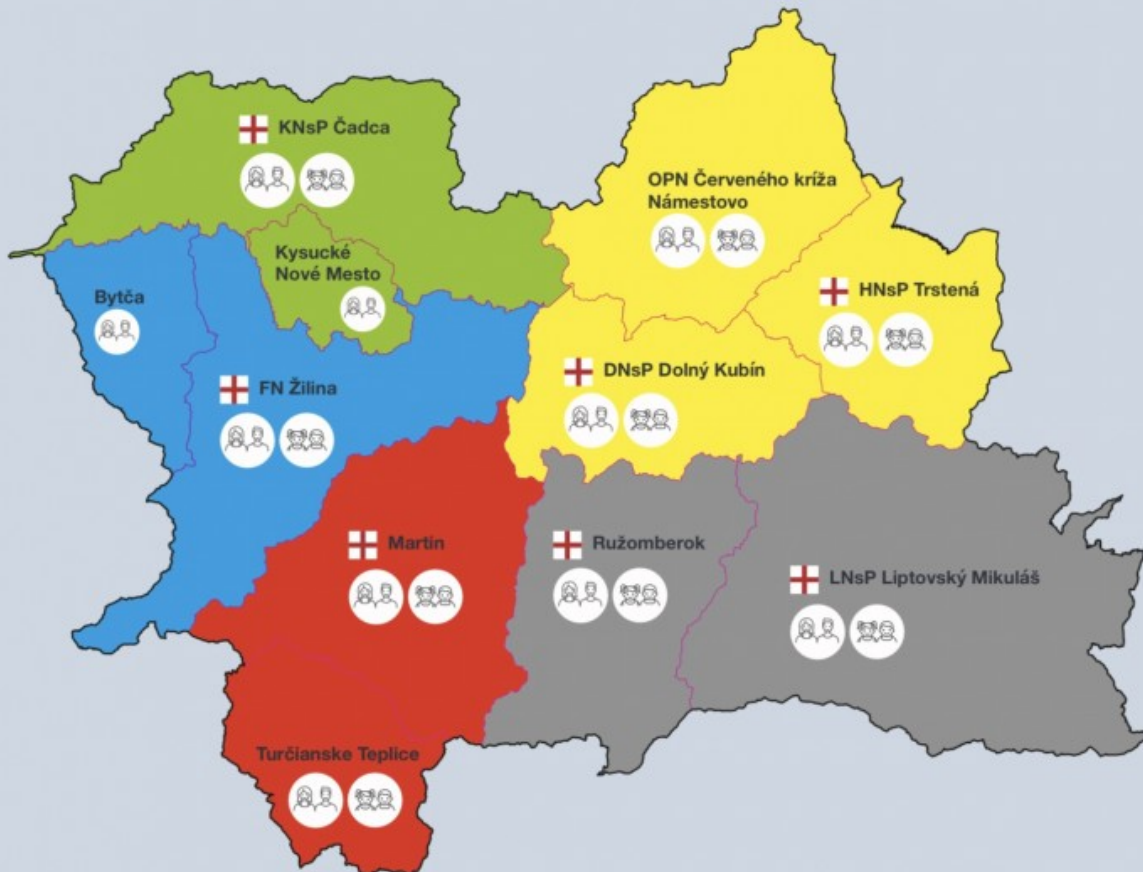 KNsP Čadca
OPN Červeného kríža
Námestovo
Kysucké
Nové Mesto
Bytča
HNsP Trstená
DNsP Dolný Kubín
FN Žilina
Martin
Ružomberok
LNsP Liptovský Mikuláš
Turčianske Teplice